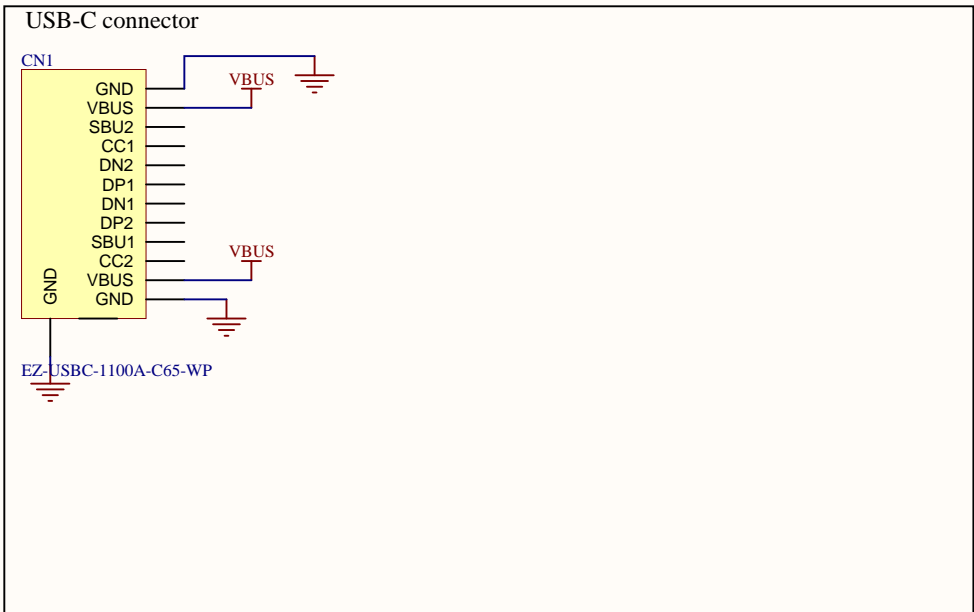 USB-C connector
CN1
GND
VBUS
VBUS
SBU2
CC1
DN2
DP1
DN1
DP2
SBU1
VBUS
CC2
VBUS
GND
GND
EZ-USBC-1100A-C65-WP